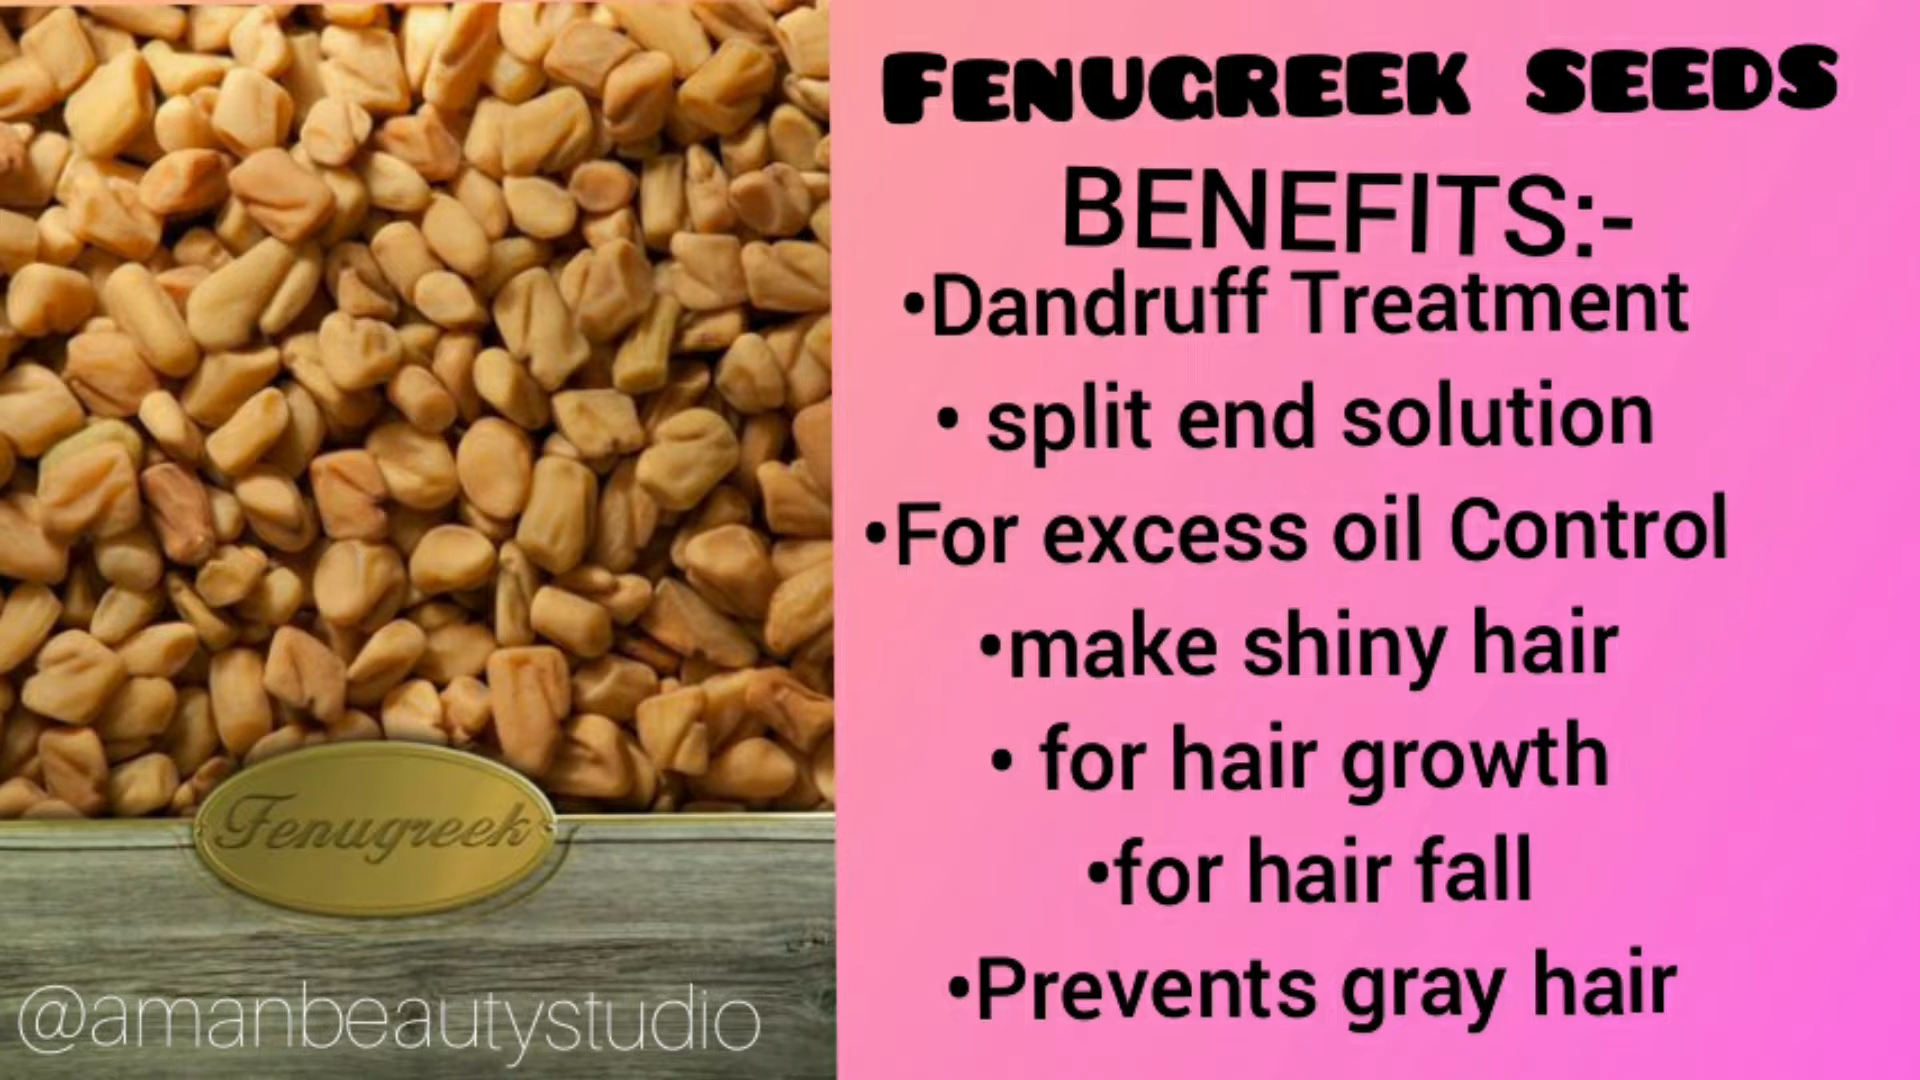 FENUGREEK SEEDS
BENEFITS:-
•Dandruff Treatment
• split end solution
•For excess oil Control
•make shiny hair
• for hair growth
•for hair fall
•Prevents gray hair
Fenugreek
@amanbeautystudio